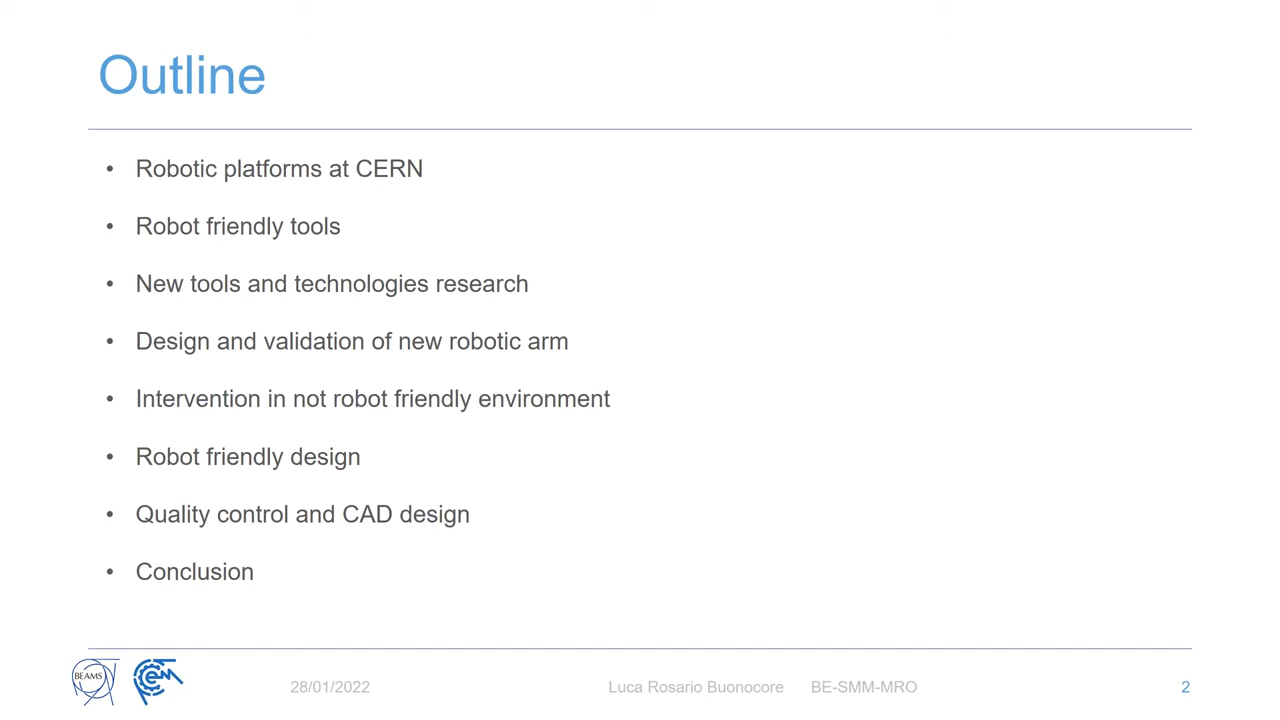 Outline
• Robotic platforms at CERN
• Robot friendly tools
• New tools and technologies research
• Design and validation of new robotic arm
• Intervention in not robot friendly environment
• Robot friendly design
• Quality control and CAD design
• Conclusion
BEAMS
cem
28/01/2022
Luca Rosario Buonocore
BE-SMM-MRO
2